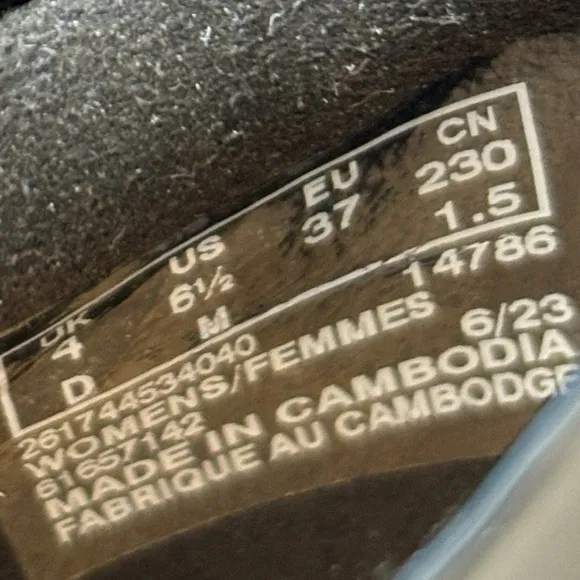 UK US EU CN
4 6½ 37 230
D M 1.5
261744534040 14786
WOMENS/FEMMES
61657142 6/23
MADE IN CAMBODIA
FABRIQUE AU CAMBODGE